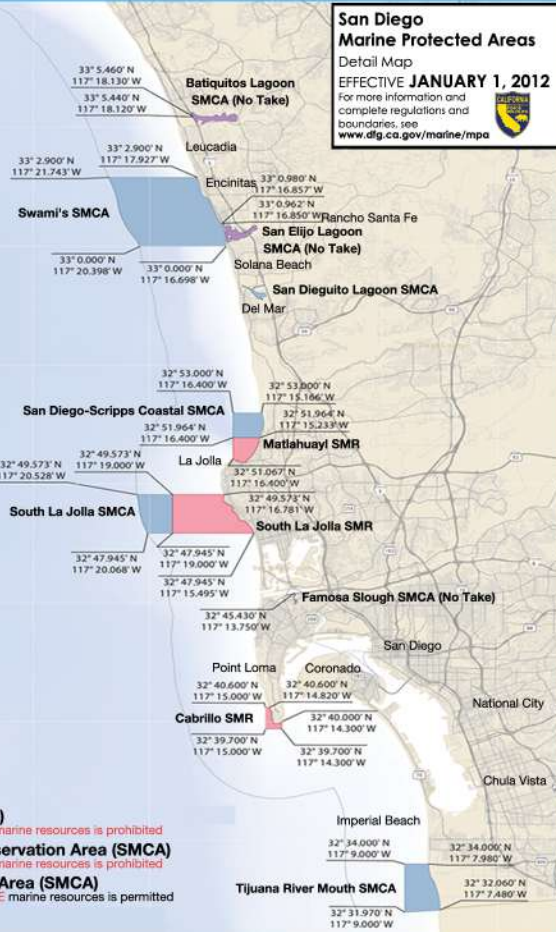 San Diego
Marine Protected Areas
Detail Map
EFFECTIVE JANUARY 1, 2012
For more information and
complete regulations and
boundaries, see
www.dfg.ca.gov/marine/mpa
CALIFORNIA
33° 5.460' N
117° 18.130' W
Batiquitos Lagoon
SMCA (No Take)
33° 5.440' N
117° 18.120' W
Leucadia
33° 2.900' N
117° 17.927' W
33° 2.900' N
117° 21.743' W
Encinitas
33° 0.980' N
117° 16.857' W
33° 0.962' N
117° 16.850' W
Rancho Santa Fe
Swami's SMCA
San Elijo Lagoon
SMCA (No Take)
33° 0.000' N
117° 20.398' W
33° 0.000' N
117° 16.698' W
Solana Beach
San Dieguito Lagoon SMCA
Del Mar
32° 53.000' N
117° 16.400' W
32° 53.000' N
117° 15.166' W
San Diego-Scripps Coastal SMCA
32° 51.964' N
117° 15.233' W
32° 51.964' N
117° 16.400' W
Matlahuayl SMR
La Jolla
32° 51.067' N
117° 16.400' W
32° 49.573' N
117° 19.000' W
32° 49.573' N
117° 20.528' W
32° 49.573' N
117° 16.781' W
South La Jolla SMCA
South La Jolla SMR
32° 47.945' N
117° 20.068' W
32° 47.945' N
117° 19.000' W
32° 47.945' N
117° 15.495' W
Famosa Slough SMCA (No Take)
32° 45.430' N
117° 13.750' W
San Diego
Point Loma
Coronado
32° 40.600' N
117° 15.000' W
32° 40.600' N
117° 14.820' W
National City
Cabrillo SMR
32° 40.000' N
117° 14.300' W
32° 39.700' N
117° 15.000' W
32° 39.700' N
117° 14.300' W
Chula Vista
)
marine resources is prohibited
servation Area (SMCA)
marine resources is prohibited
Area (SMCA)
E marine resources is permitted
Imperial Beach
32° 34.000' N
117° 9.000' W
32° 34.000' N
117° 7.980' W
Tijuana River Mouth SMCA
32° 32.060' N
117° 7.480' W
32° 31.970' N
117° 9.000' W